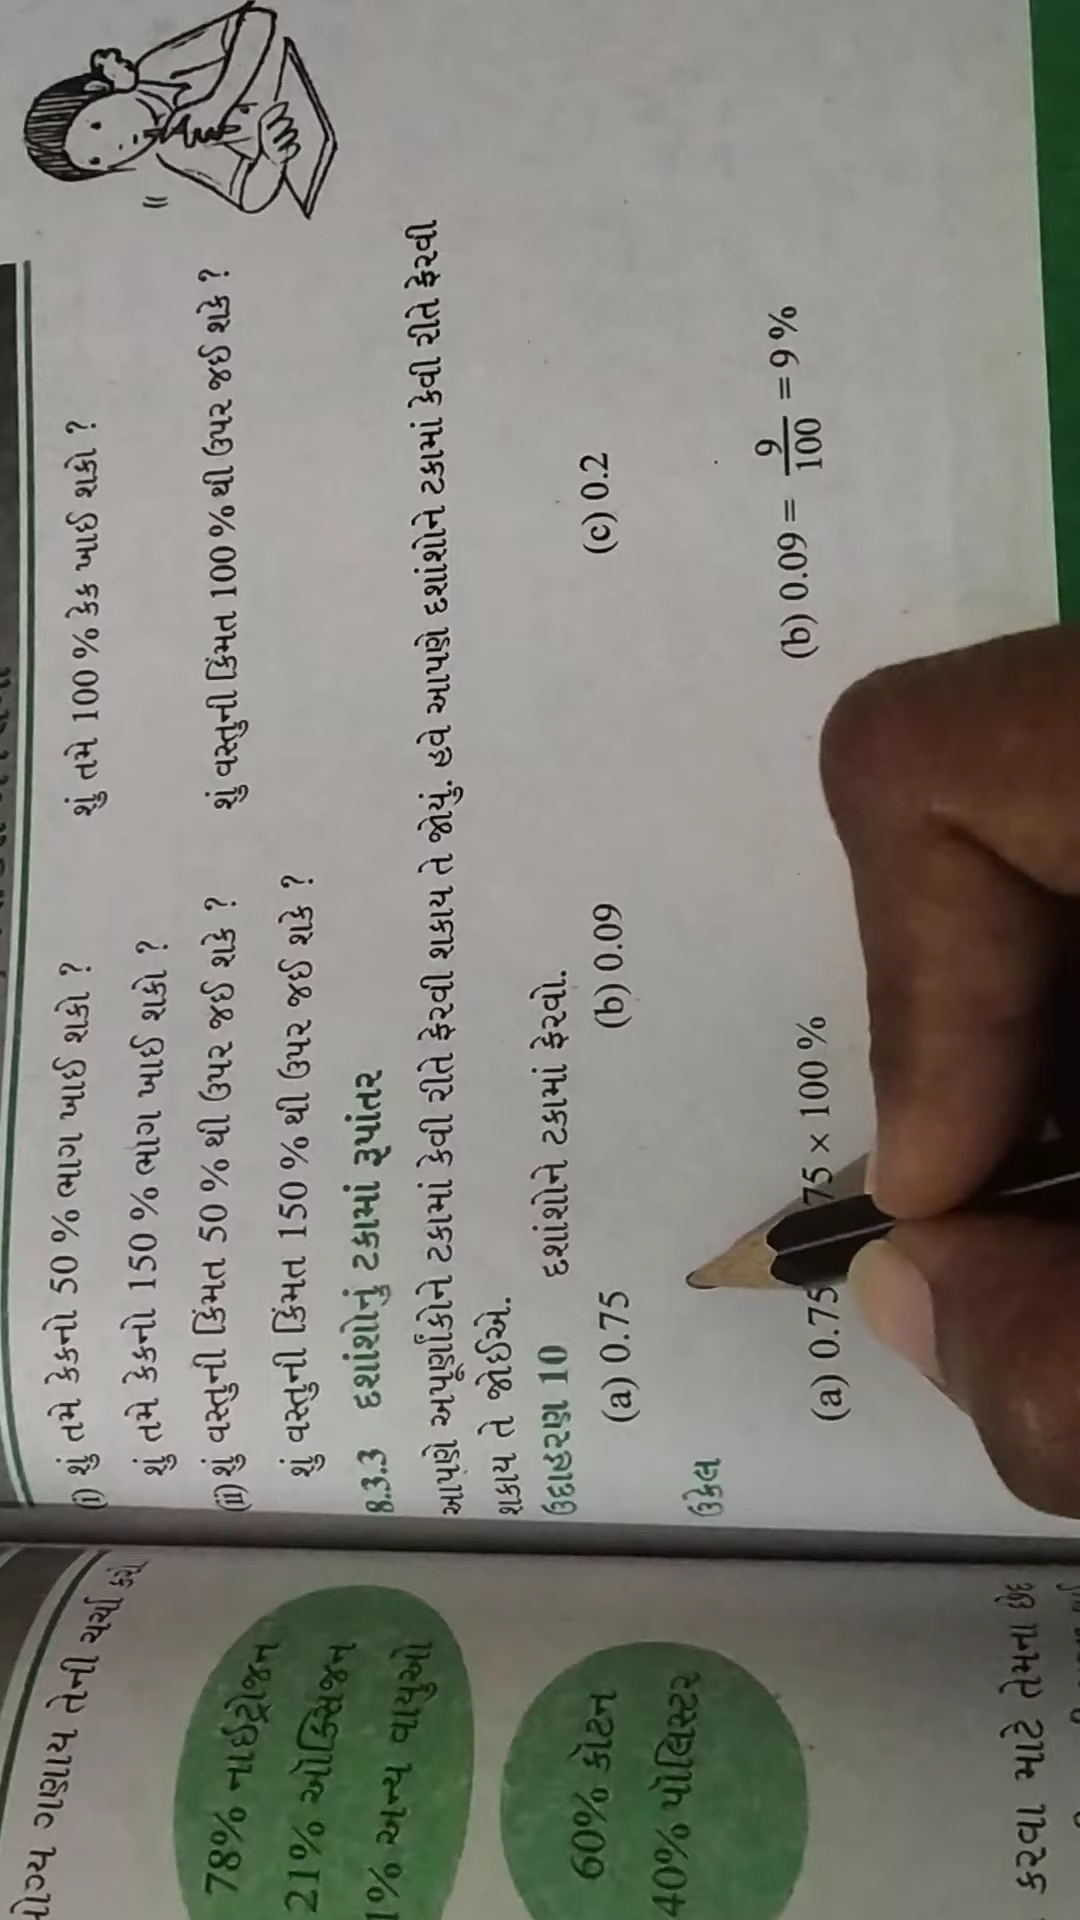 યોગ્ય ગણાય તેની ચર્ચા કરો
78% નાઈટ્રોજન
21% ઓક્સિજન
1% અન્ય વાયુઓ
60% કોટન
40% પોલિસ્ટર
કરવા માટે તેમના છેદ
(i) શું તમે કેકનો 50 % ભાગ ખાઈ શકો ? શું તમે 100 % કેક ખાઈ શકો ?
શું તમે કેકનો 150 % ભાગ ખાઈ શકો ?
(ii) શું વસ્તુની કિંમત 50 % થી ઉપર જઈ શકે ? શું વસ્તુની કિંમત 100 % થી ઉપર જઈ શકે ?
શું વસ્તુની કિંમત 150 % થી ઉપર જઈ શકે ?
8.3.3 દશાંશોનું ટકામાં રૂપાંતર
આપણે અપૂર્ણાંકોને ટકામાં કેવી રીતે ફેરવી શકાય તે જોયું. હવે આપણે દશાંશોને ટકામાં કેવી રીતે ફેરવી
શકાય તે જોઈએ.
ઉદાહરણ 10 દશાંશોને ટકામાં ફેરવો.
(a) 0.75 (b) 0.09 (c) 0.2
ઉકેલ
(a) 0.75 75 × 100 % (b) 0.09 = 9/100 = 9 %